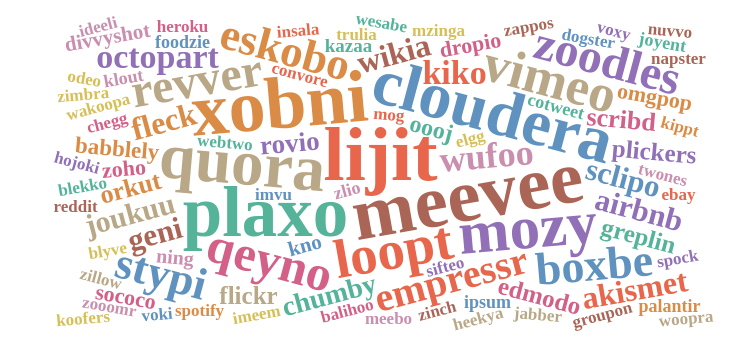 ideeli
heroku
divvyshot
foodzie
octopart
eskobo
insala
trulia
wesabe
kazaa
mzinga
wikia
dropio
zappos
voxy
dogster
nuvvo
joyent
napster
zoodles
odeo
klout
zimbra
wakoopa
revver
convore
xobni
kiko
vimeo
omgpop
cloudera
chegg
fleck
mog
oooj
cotweet
scribd
kippt
elgg
babblely
webtwo
rovio
hojoki
zoho
quora
lijit
wufoo
plickers
sclipo
twones
blekko
orkut
imvu
zlio
meevee
ebay
reddit
joukuu
plaxo
airbnb
geni
blyve
ning
qeyno
kno
loopt
mozy
greplin
zillow
stypi
sifteo
boxbe
spock
sococo
zooomr
flickr
chumby
empressr
edmodo
akismet
koofers
voki
spotify
imeem
balihoo
meebo
zinch
ipsum
heekya
jabber
groupon
palantir
woopra